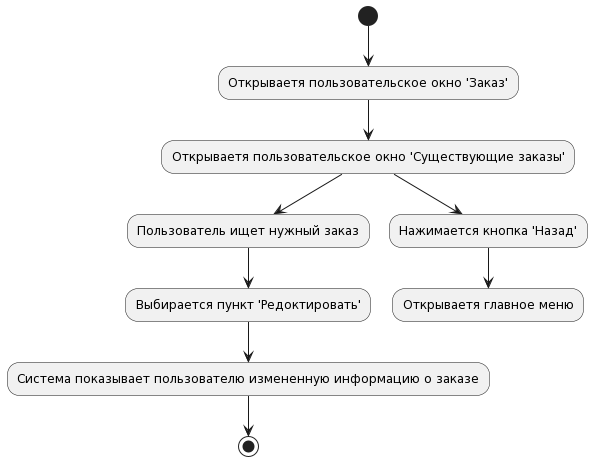 Открываетя пользовательское окно 'Заказ'
Открываетя пользовательское окно 'Существующие заказы'
Пользователь ищет нужный заказ
Нажимается кнопка 'Назад'
Выбирается пункт 'Редоктировать'
Открываетя главное меню
Система показывает пользователю измененную информацию о заказе